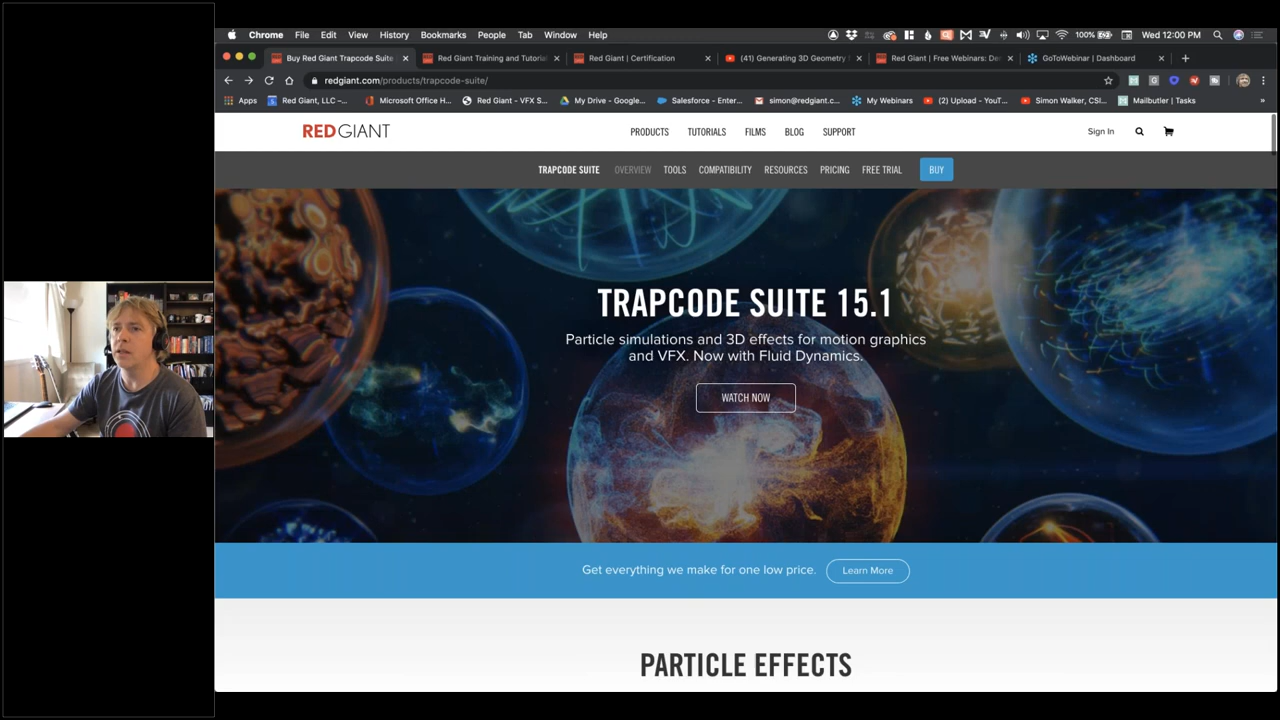 Chrome File Edit View History Bookmarks People Tab Window Help 100% Wed 12:00 PM
Buy Red Giant Trapcode Suite Red Giant Training and Tutorial Red Giant | Certification (41) Generating 3D Geometry Red Giant | Free Webinars: De GoToWebinar | Dashboard
redgiant.com/products/trapcode-suite/
Apps Red Giant, LLC –... Microsoft Office H... Red Giant - VFX S... My Drive - Google... Salesforce - Enter... simon@redgiant.c... My Webinars (2) Upload - YouT... Simon Walker, CSI... Mailbutler | Tasks »
REDGIANT PRODUCTS TUTORIALS FILMS BLOG SUPPORT Sign In
TRAPCODE SUITE OVERVIEW TOOLS COMPATIBILITY RESOURCES PRICING FREE TRIAL BUY
TRAPCODE SUITE 15.1
Particle simulations and 3D effects for motion graphics
and VFX. Now with Fluid Dynamics.
WATCH NOW
Get everything we make for one low price. Learn More
PARTICLE EFFECTS